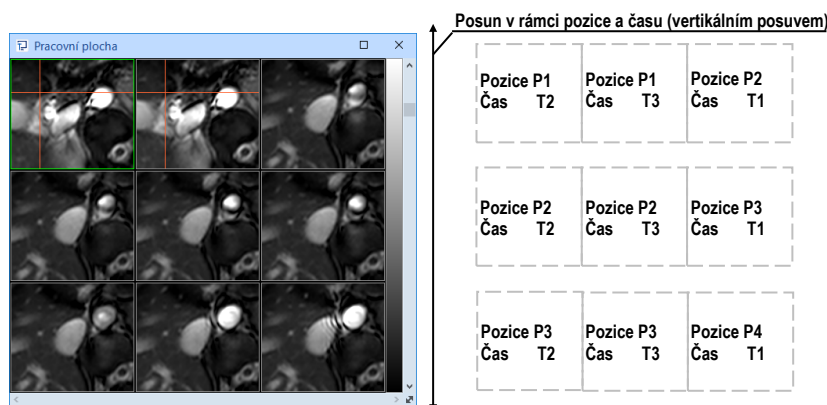 Posun v rámci pozice a času (vertikálním posuvem)
Pracovní plocha
Pozice P1 Pozice P1 Pozice P2
Čas T2 Čas T3 Čas T1
Pozice P2 Pozice P2 Pozice P3
Čas T2 Čas T3 Čas T1
Pozice P3 Pozice P3 Pozice P4
Čas T2 Čas T3 Čas T1